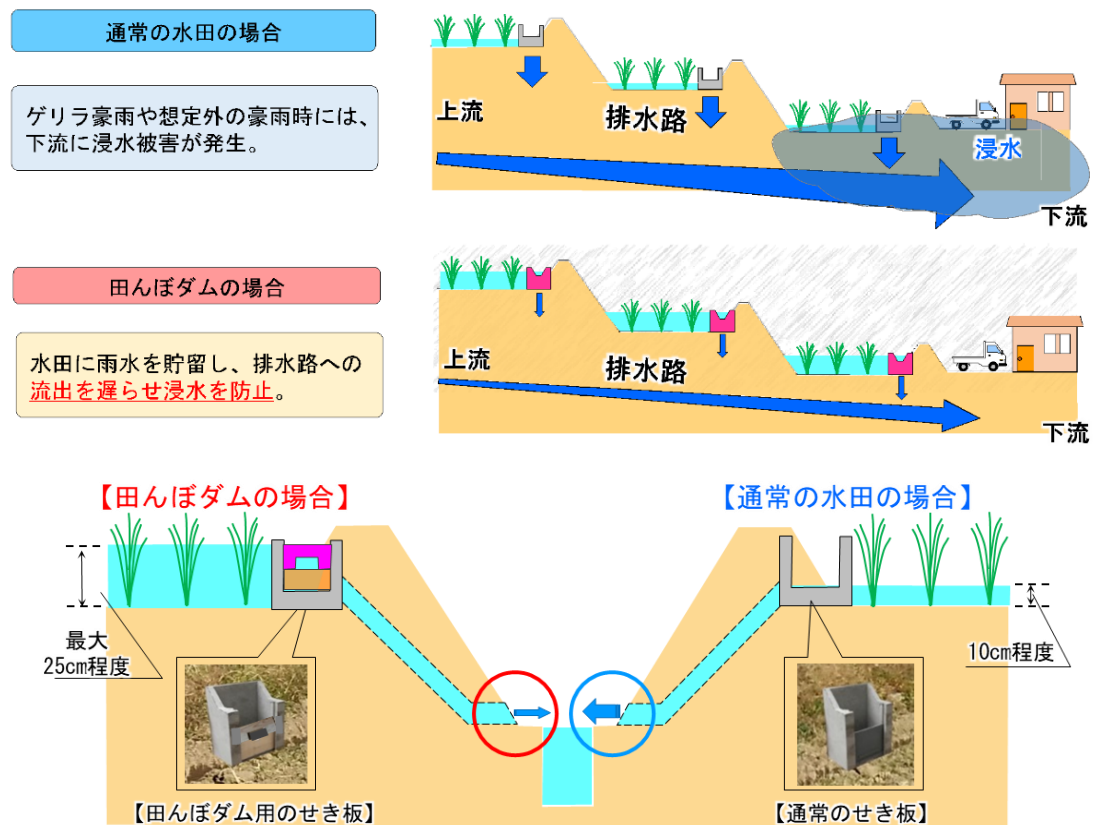 通常の水田の場合
ゲリラ豪雨や想定外の豪雨時には、
下流に浸水被害が発生。
上流
排水路
浸水
下流
田んぼダムの場合
水田に雨水を貯留し、排水路への
流出を遅らせ浸水を防止。
上流
排水路
下流
【田んぼダムの場合】
【通常の水田の場合】
最大
25cm程度
10cm程度
【田んぼダム用のせき板】
【通常のせき板】